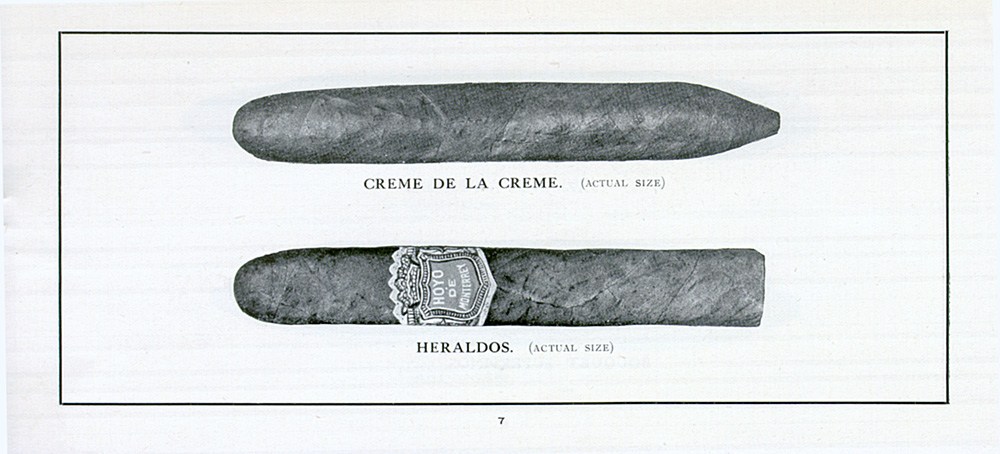 CREME DE LA CREME. (ACTUAL SIZE)
HOYO
DE
MONTERREY
HERALDOS. (ACTUAL SIZE)
7